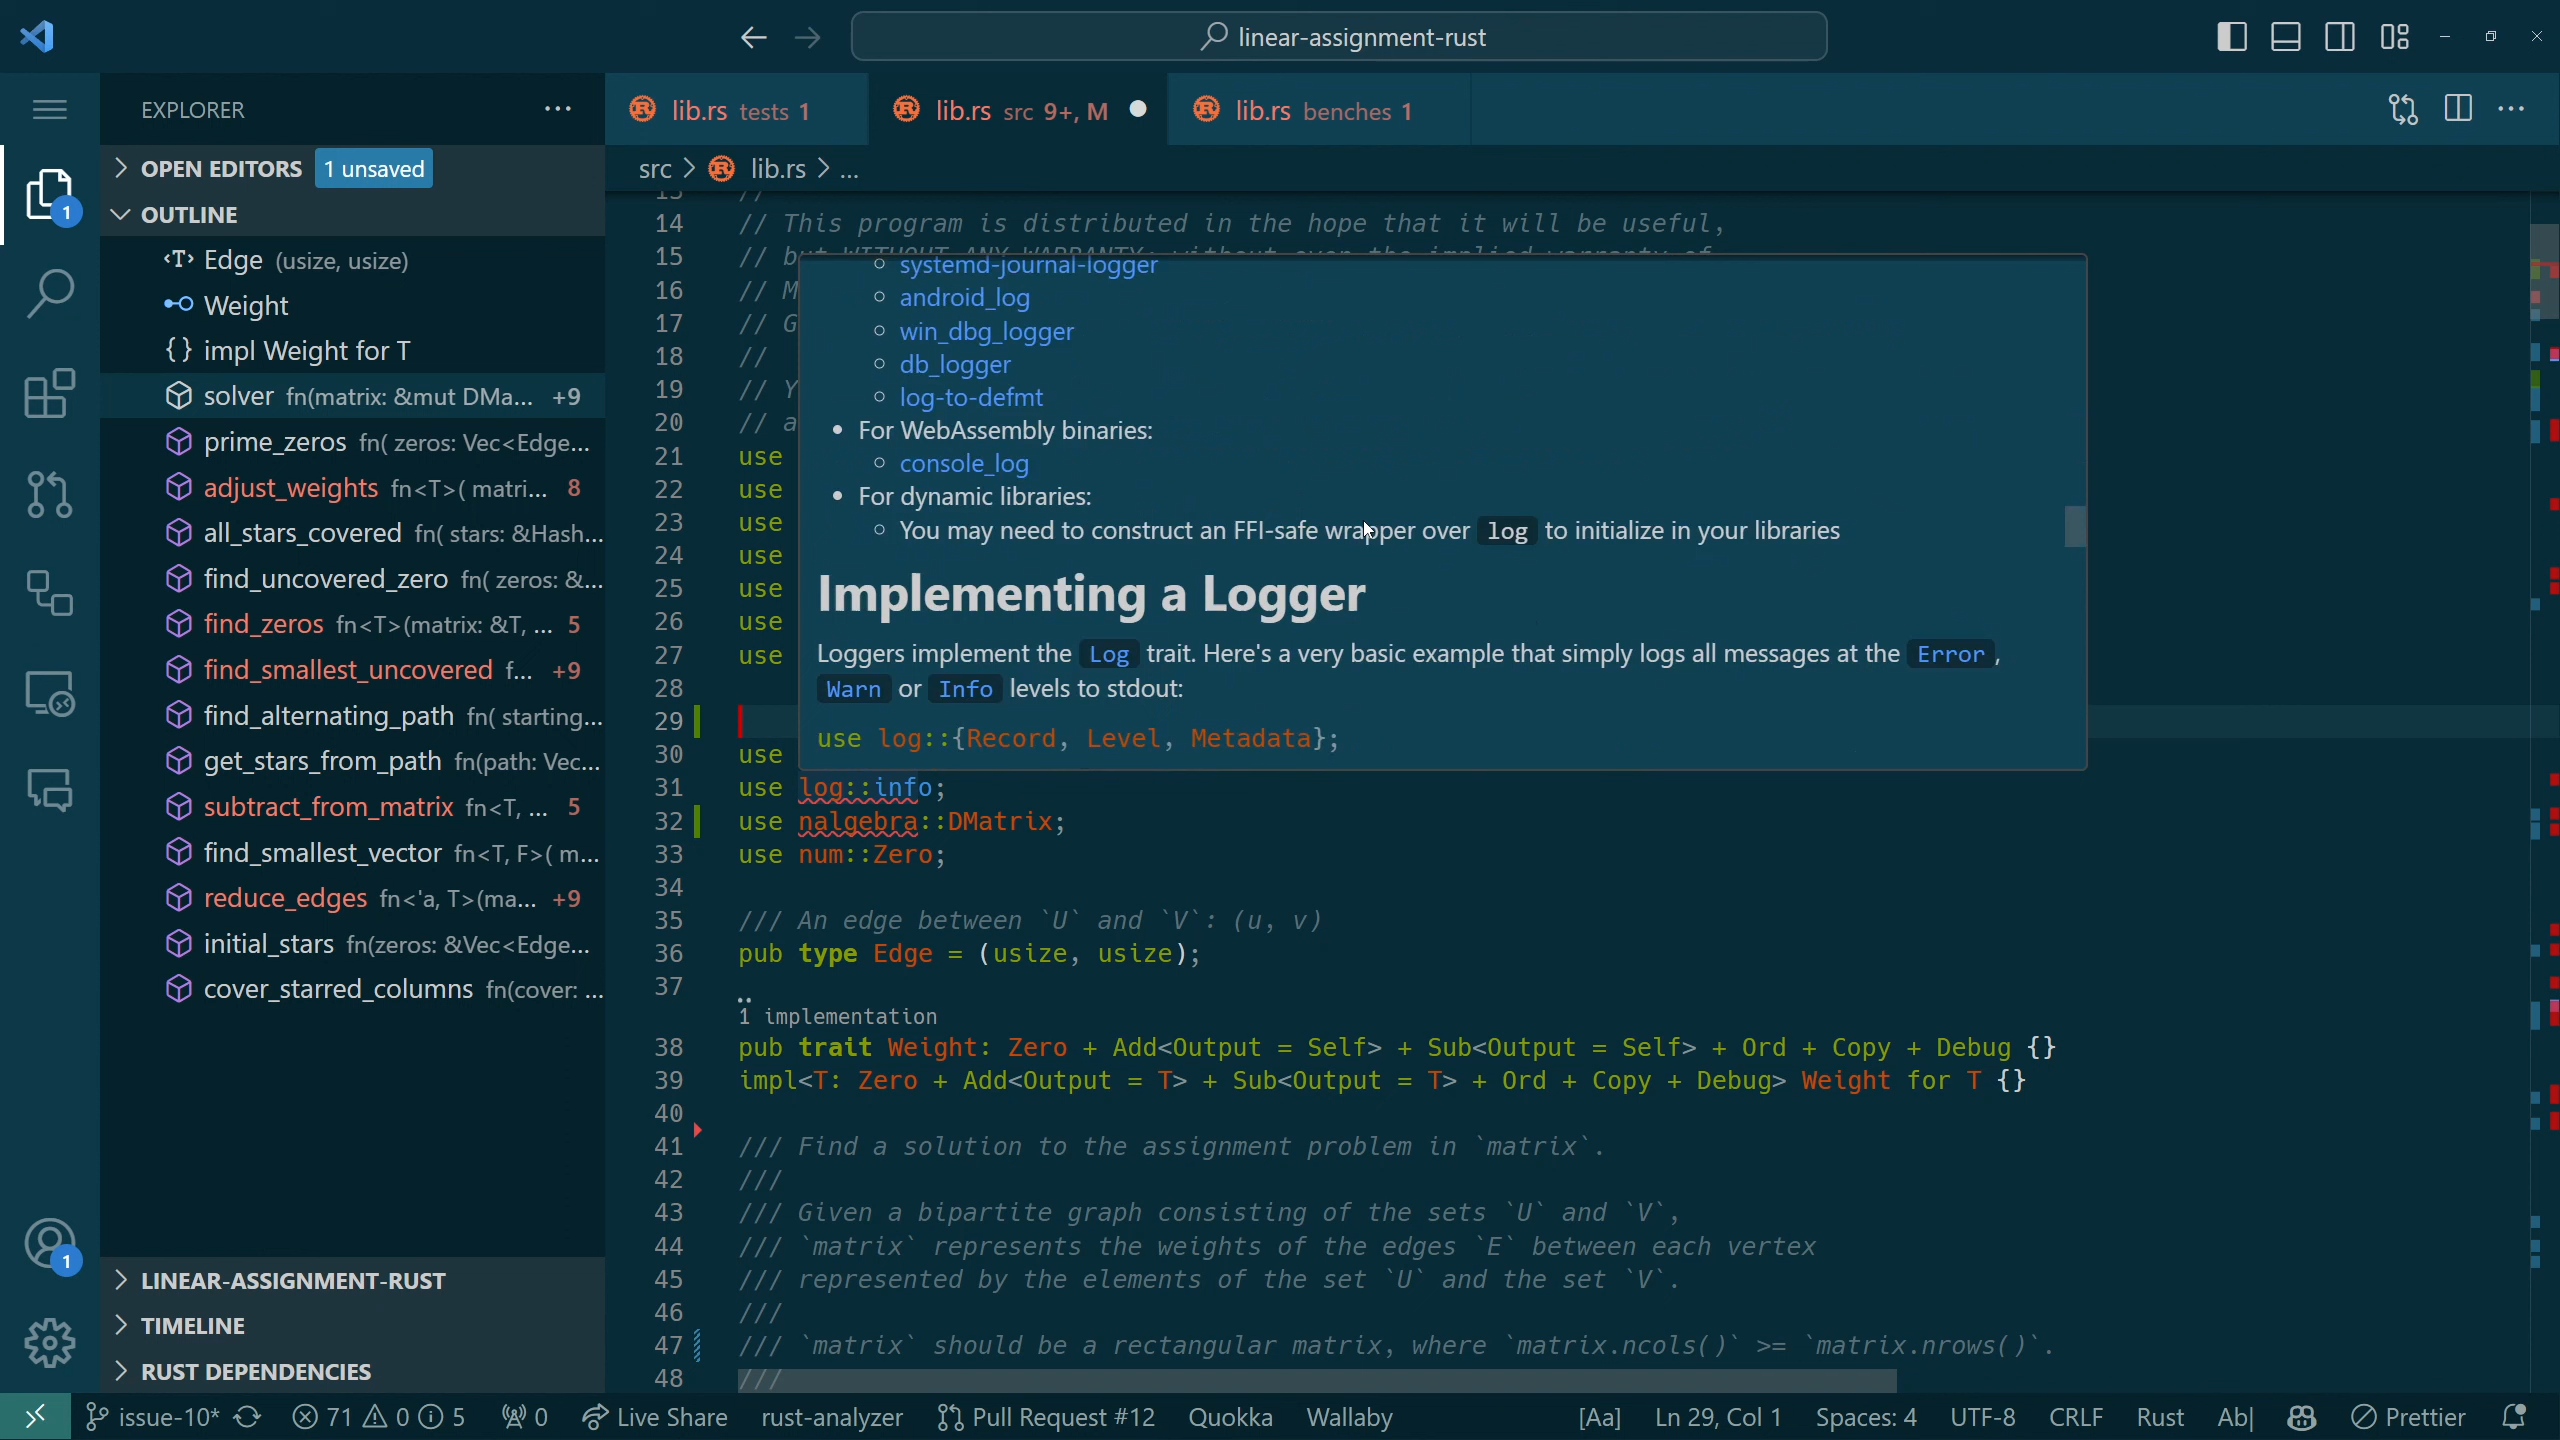 linear-assignment-rust
EXPLORER
OPEN EDITORS 1 unsaved
OUTLINE
Edge (usize, usize)
Weight
impl Weight for T
solver fn(matrix: &mut DMa... +9
prime_zeros fn( zeros: Vec<Edge...
adjust_weights fn<T>( matri... 8
all_stars_covered fn( stars: &Hash...
find_uncovered_zero fn( zeros: &...
find_zeros fn<T>(matrix: &T, ... 5
find_smallest_uncovered f... +9
find_alternating_path fn( starting...
get_stars_from_path fn(path: Vec...
subtract_from_matrix fn<T, ... 5
find_smallest_vector fn<T, F>( m...
reduce_edges fn<'a, T>(ma... +9
initial_stars fn(zeros: &Vec<Edge...
cover_starred_columns fn(cover: ...
LINEAR-ASSIGNMENT-RUST
TIMELINE
RUST DEPENDENCIES
1
1
lib.rs tests 1
lib.rs src 9+, M
lib.rs benches 1
src > lib.rs > ...
13 //
14 // This program is distributed in the hope that it will be useful,
15 // but WITHOUT ANY WARRANTY; without even the implied warranty of
16 // M
17 // G
18 //
19 // Y
20 // a
21 use
22 use
23 use
24 use
25 use
26 use
27 use
28
29
30 use
31 use log::info;
32 use nalgebra::DMatrix;
33 use num::Zero;
34
35 /// An edge between `U` and `V`: (u, v)
36 pub type Edge = (usize, usize);
37
1 implementation
38 pub trait Weight: Zero + Add<Output = Self> + Sub<Output = Self> + Ord + Copy + Debug {}
39 impl<T: Zero + Add<Output = T> + Sub<Output = T> + Ord + Copy + Debug> Weight for T {}
40
41 /// Find a solution to the assignment problem in `matrix`.
42 ///
43 /// Given a bipartite graph consisting of the sets `U` and `V`,
44 /// `matrix` represents the weights of the edges `E` between each vertex
45 /// represented by the elements of the set `U` and the set `V`.
46 ///
47 /// `matrix` should be a rectangular matrix, where `matrix.ncols()` >= `matrix.nrows()`.
48 ///
systemd-journal-logger
android_log
win_dbg_logger
db_logger
log-to-defmt
For WebAssembly binaries:
console_log
For dynamic libraries:
You may need to construct an FFI-safe wrapper over log to initialize in your libraries
Implementing a Logger
Loggers implement the Log trait. Here's a very basic example that simply logs all messages at the Error,
Warn or Info levels to stdout:
use log::{Record, Level, Metadata};
issue-10* 71 0 5 0 Live Share rust-analyzer Pull Request #12 Quokka Wallaby [Aa] Ln 29, Col 1 Spaces: 4 UTF-8 CRLF Rust Ab| Prettier